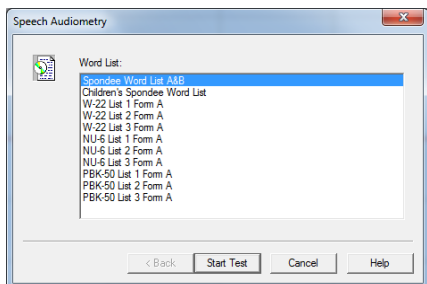 Speech Audiometry
Word List:
Spondee Word List A&B
Children's Spondee Word List
W-22 List 1 Form A
W-22 List 2 Form A
W-22 List 3 Form A
NU-6 List 1 Form A
NU-6 List 2 Form A
NU-6 List 3 Form A
PBK-50 List 1 Form A
PBK-50 List 2 Form A
PBK-50 List 3 Form A
< Back Start Test Cancel Help